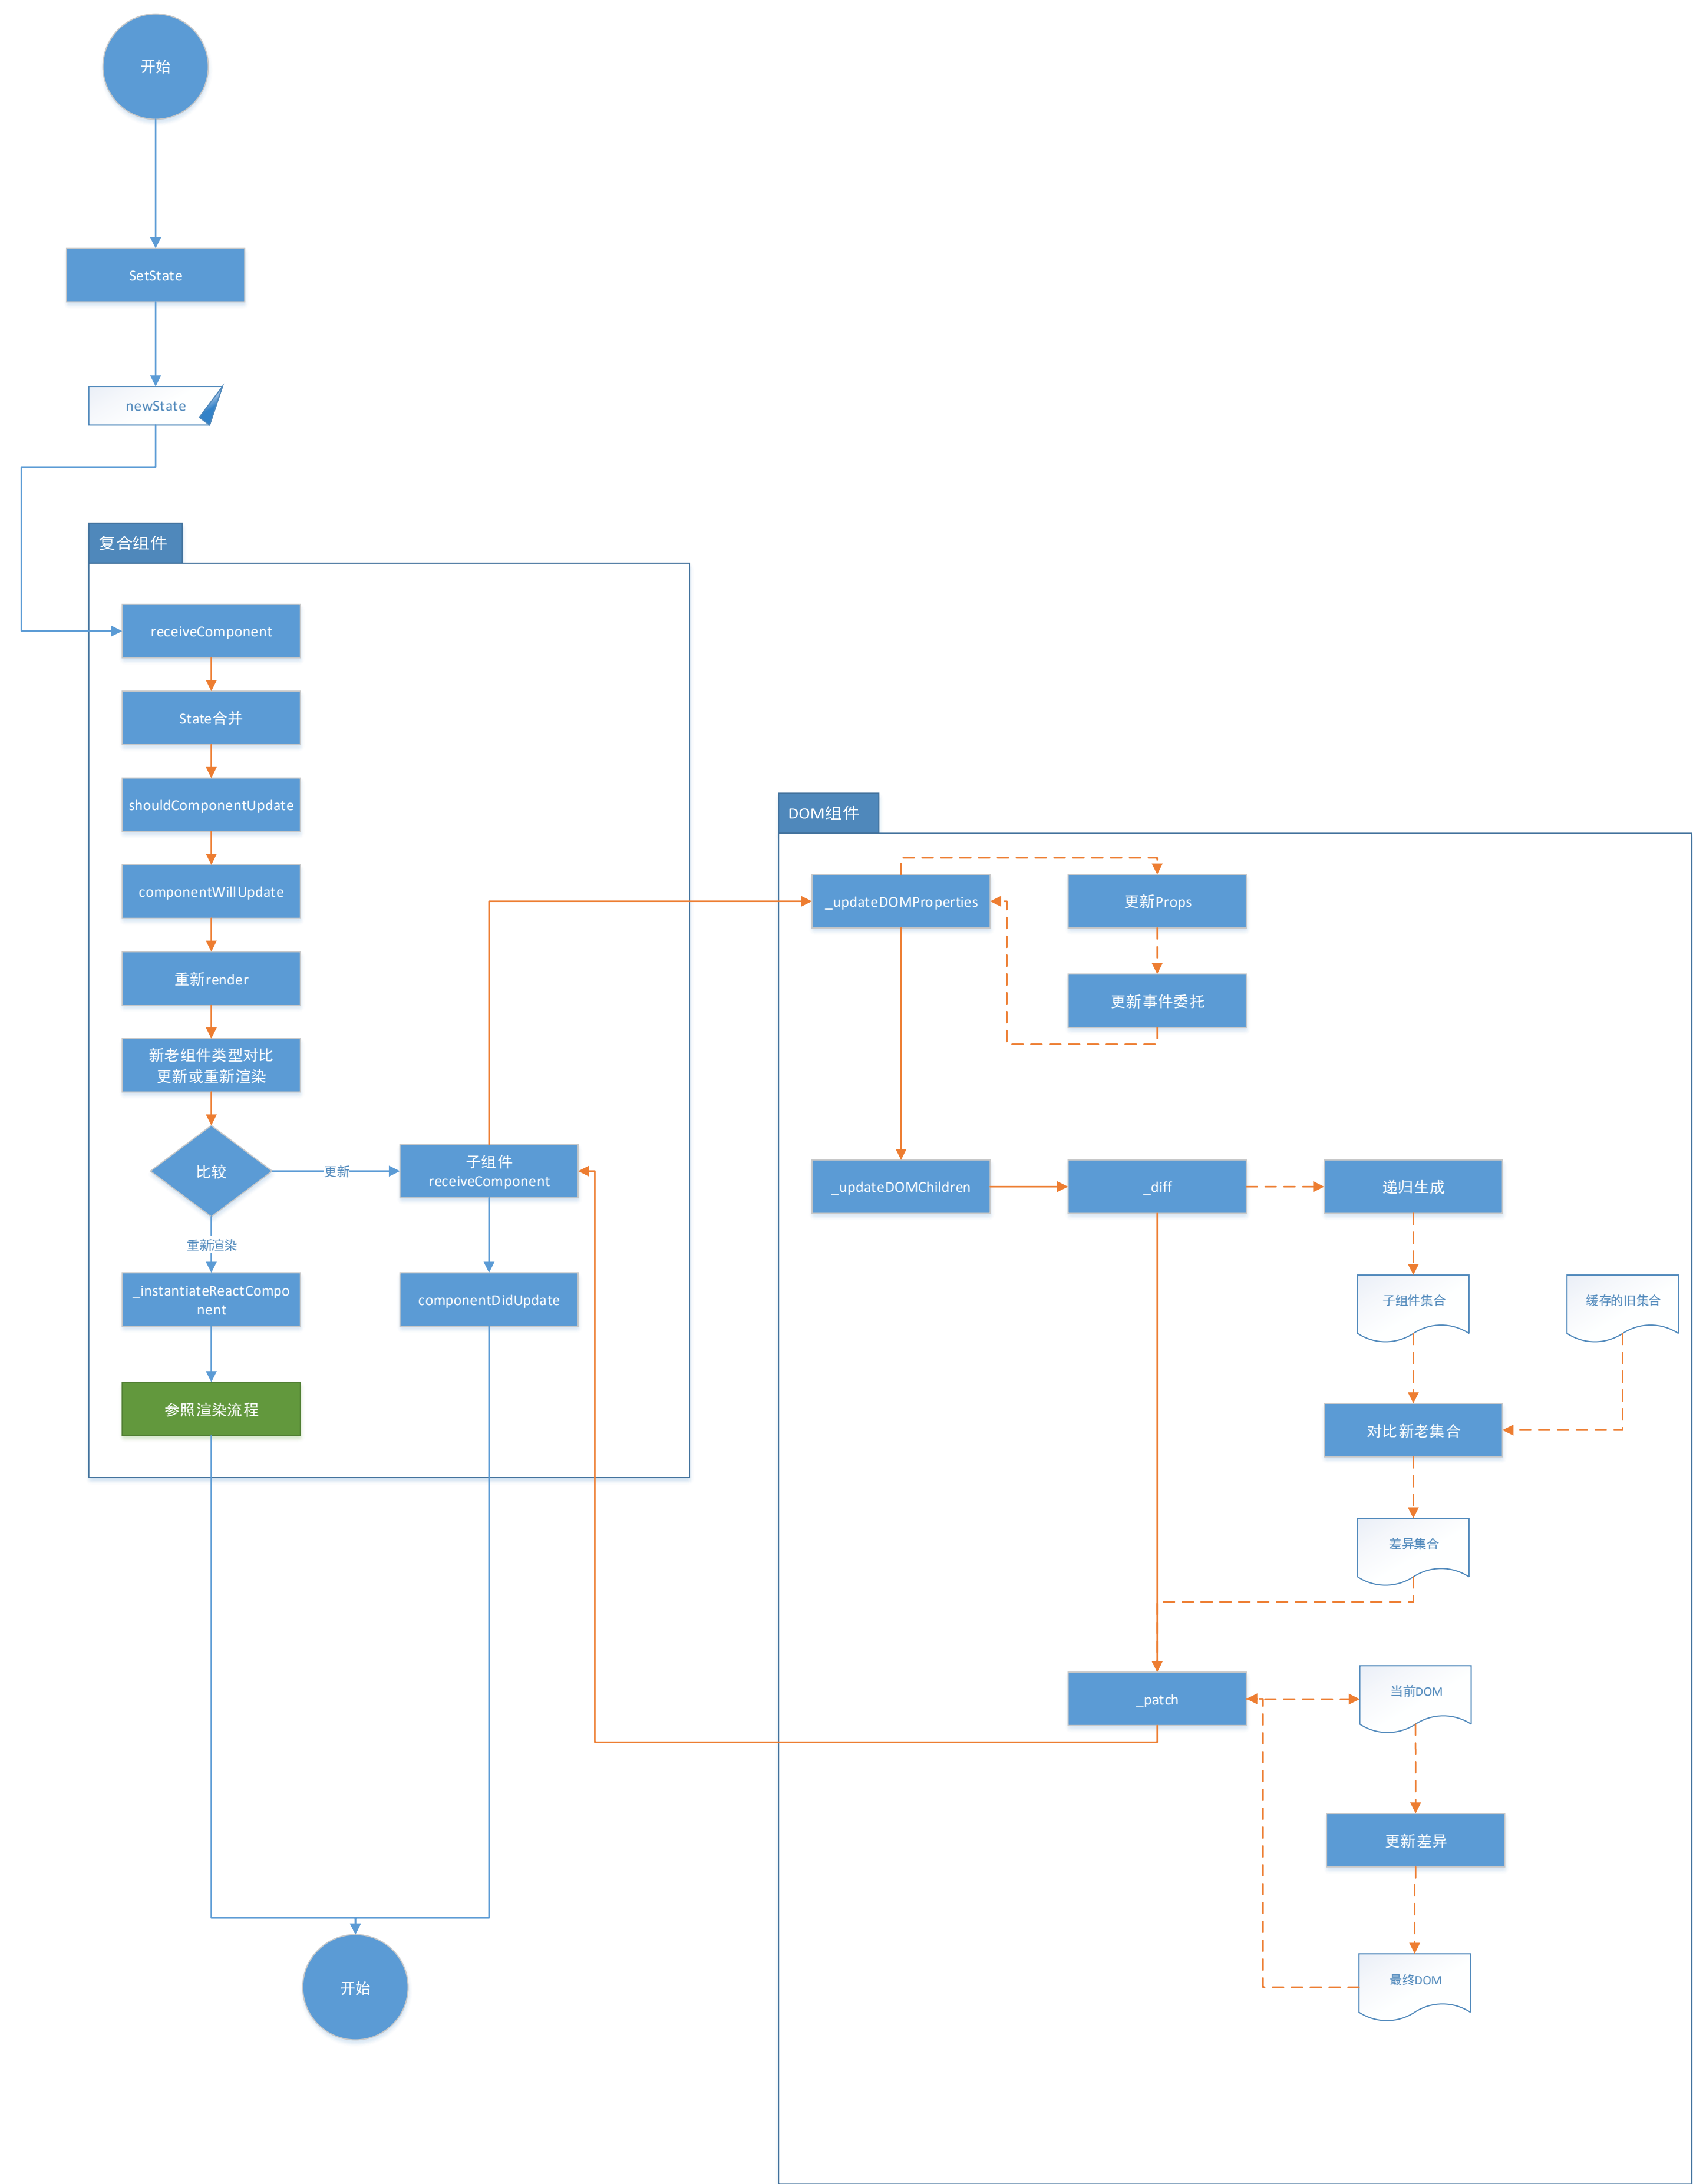 开始
SetState
newState
复合组件
receiveComponent
State合并
shouldComponentUpdate
componentWillUpdate
重新render
新老组件类型对比
更新或重新渲染
比较
更新
子组件
receiveComponent
重新渲染
_instantiateReactCompo
nent
componentDidUpdate
参照渲染流程
开始
DOM组件
_updateDOMProperties
更新Props
更新事件委托
_updateDOMChildren
_diff
递归生成
子组件集合
缓存的旧集合
对比新老集合
差异集合
_patch
当前DOM
更新差异
最终DOM